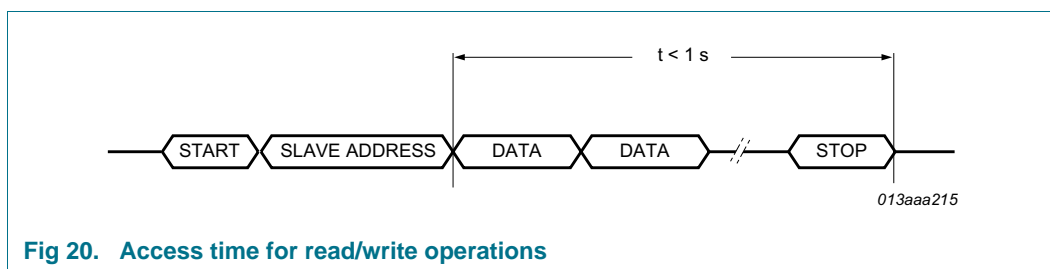 t < 1 s
START SLAVE ADDRESS DATA DATA STOP
013aaa215
Fig 20. Access time for read/write operations